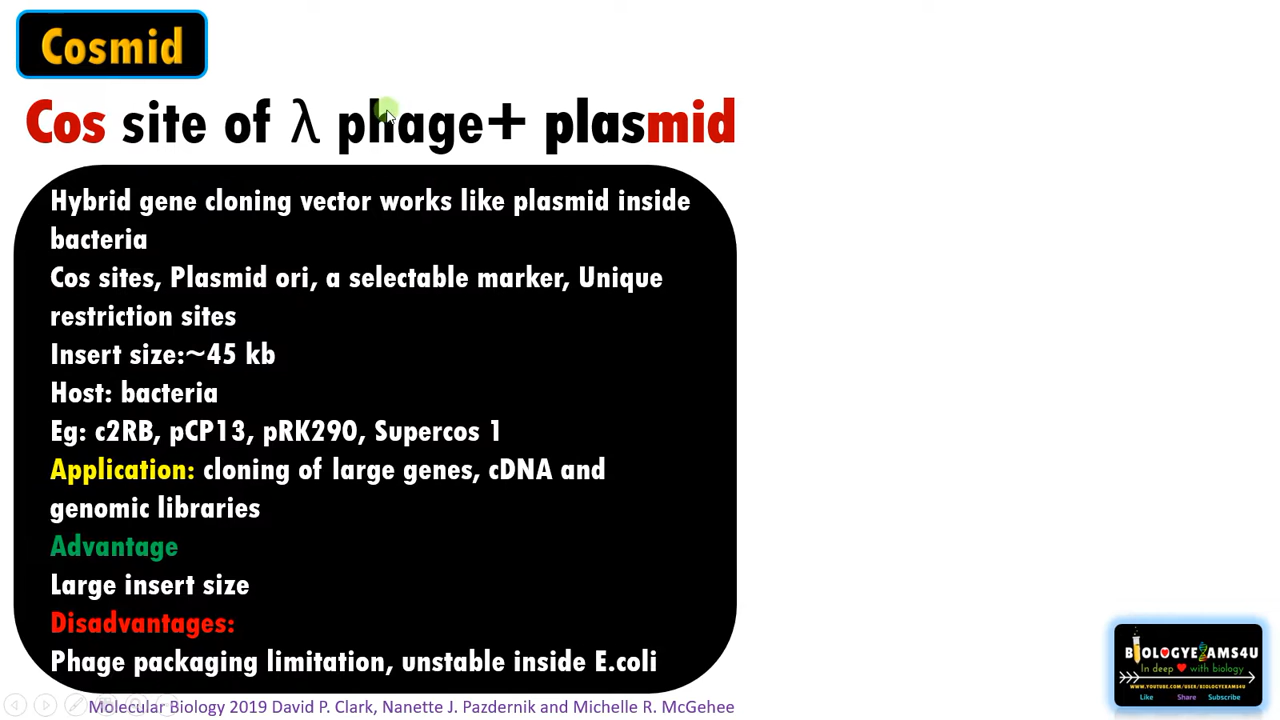 Cosmid
Cos site of λ phage+ plasmid
Hybrid gene cloning vector works like plasmid inside
bacteria
Cos sites, Plasmid ori, a selectable marker, Unique
restriction sites
Insert size:~45 kb
Host: bacteria
Eg: c2RB, pCP13, pRK290, Supercos 1
Application: cloning of large genes, cDNA and
genomic libraries
Advantage
Large insert size
Disadvantages:
Phage packaging limitation, unstable inside E.coli
Molecular Biology 2019 David P. Clark, Nanette J. Pazdernik and Michelle R. McGehee
BIOLOGYEXAMS4U
In deep ❤ with biology
WWW.YOUTUBE.COM/USER/BIOLOGYEXAMS4U
Like Share Subscribe